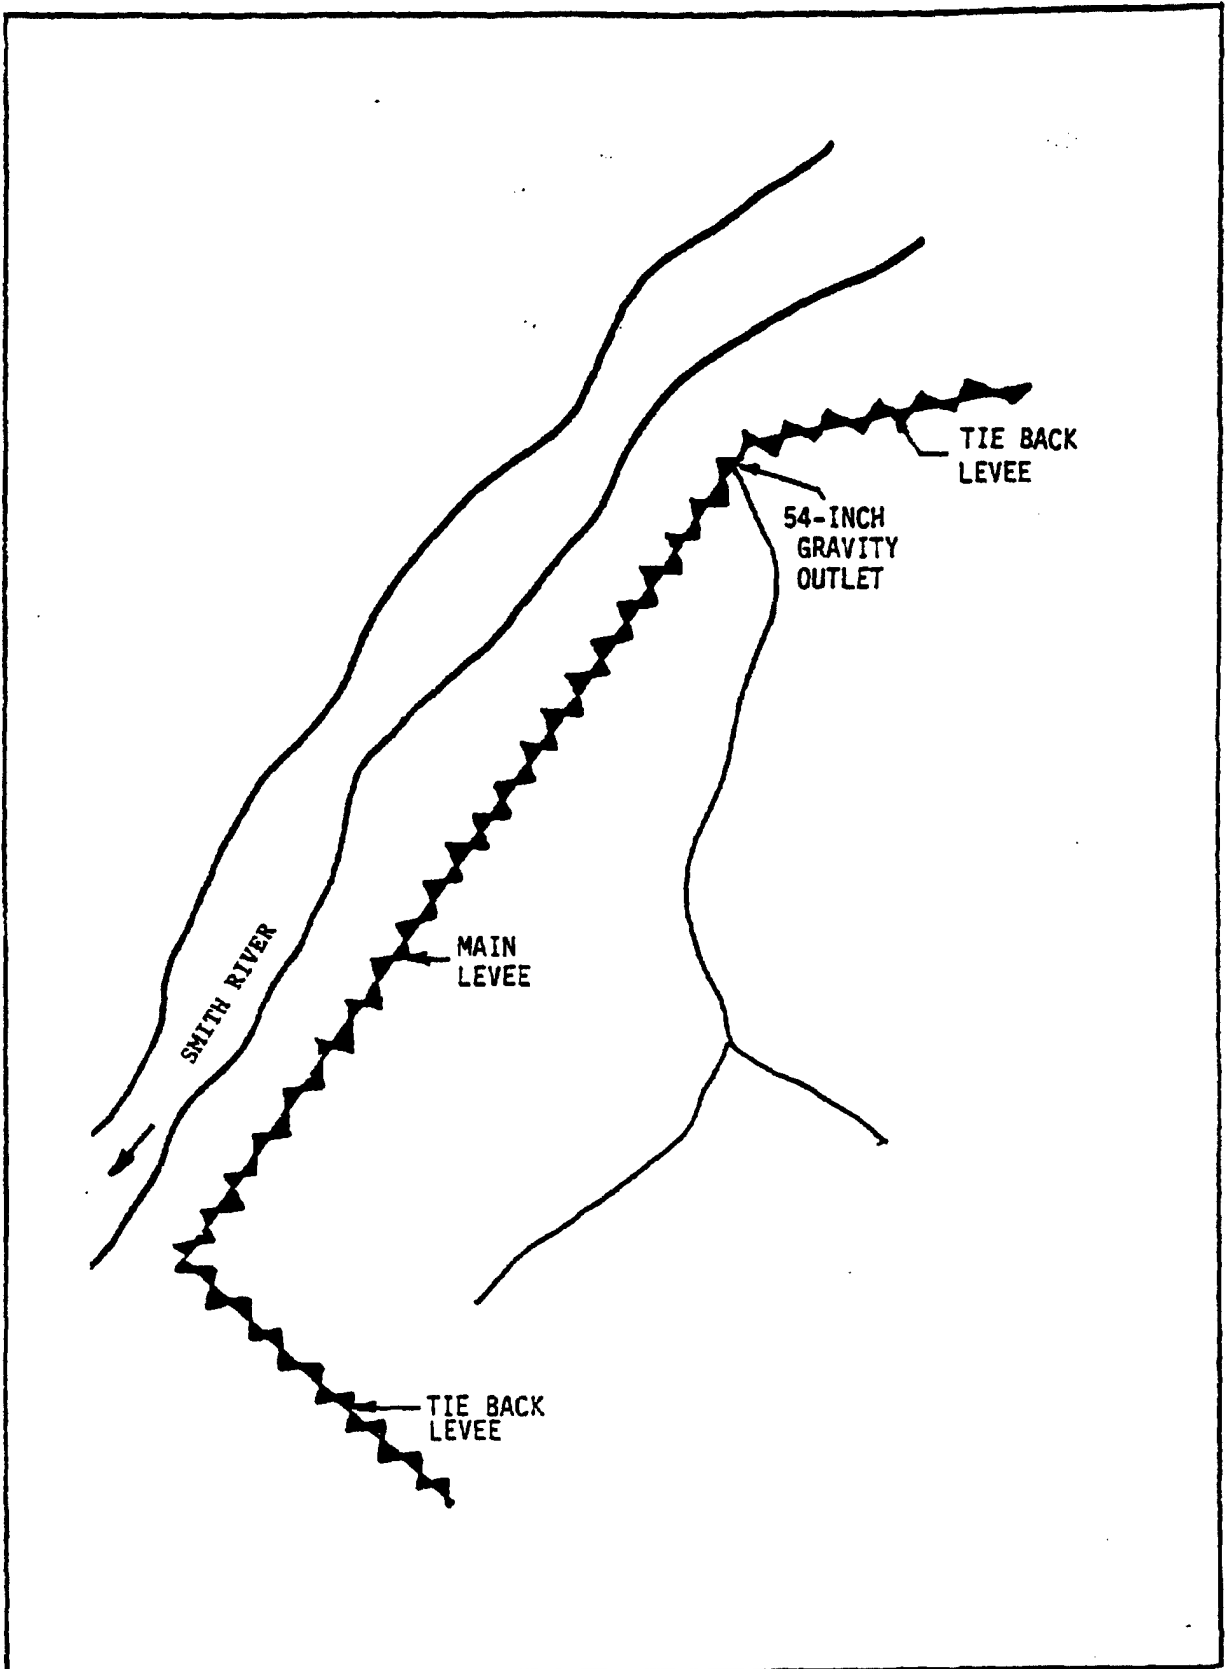 TIE BACK
LEVEE
54-INCH
GRAVITY
OUTLET
MAIN
LEVEE
SMITH RIVER
TIE BACK
LEVEE